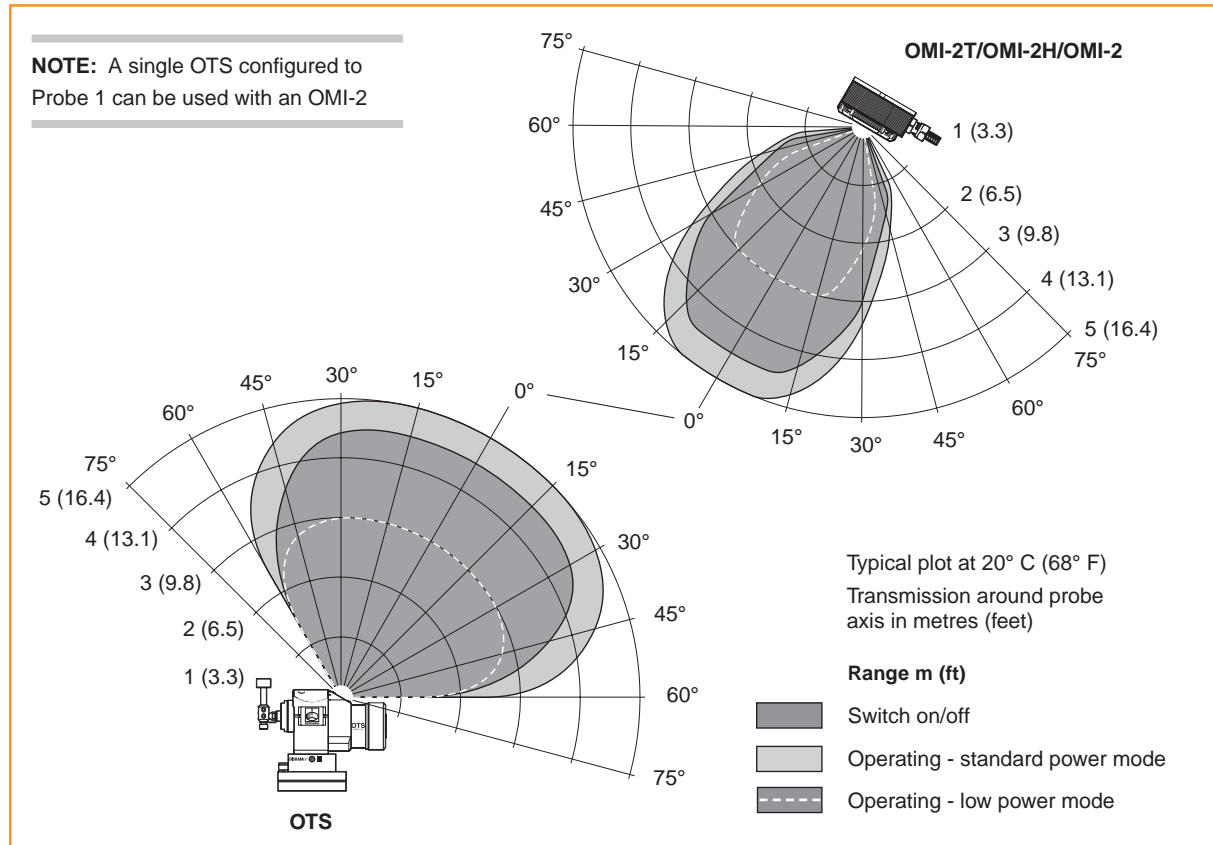 NOTE: A single OTS configured to
Probe 1 can be used with an OMI-2
OMI-2T/OMI-2H/OMI-2
75°
60°
45°
30°
15°
0°
15°
30°
45°
60°
75°
1 (3.3)
2 (6.5)
3 (9.8)
4 (13.1)
5 (16.4)
75°
60°
45°
30°
15°
0°
15°
30°
45°
60°
75°
5 (16.4)
4 (13.1)
3 (9.8)
2 (6.5)
1 (3.3)
OTS
OTS
Typical plot at 20° C (68° F)
Transmission around probe
axis in metres (feet)
Range m (ft)
Switch on/off
Operating - standard power mode
Operating - low power mode